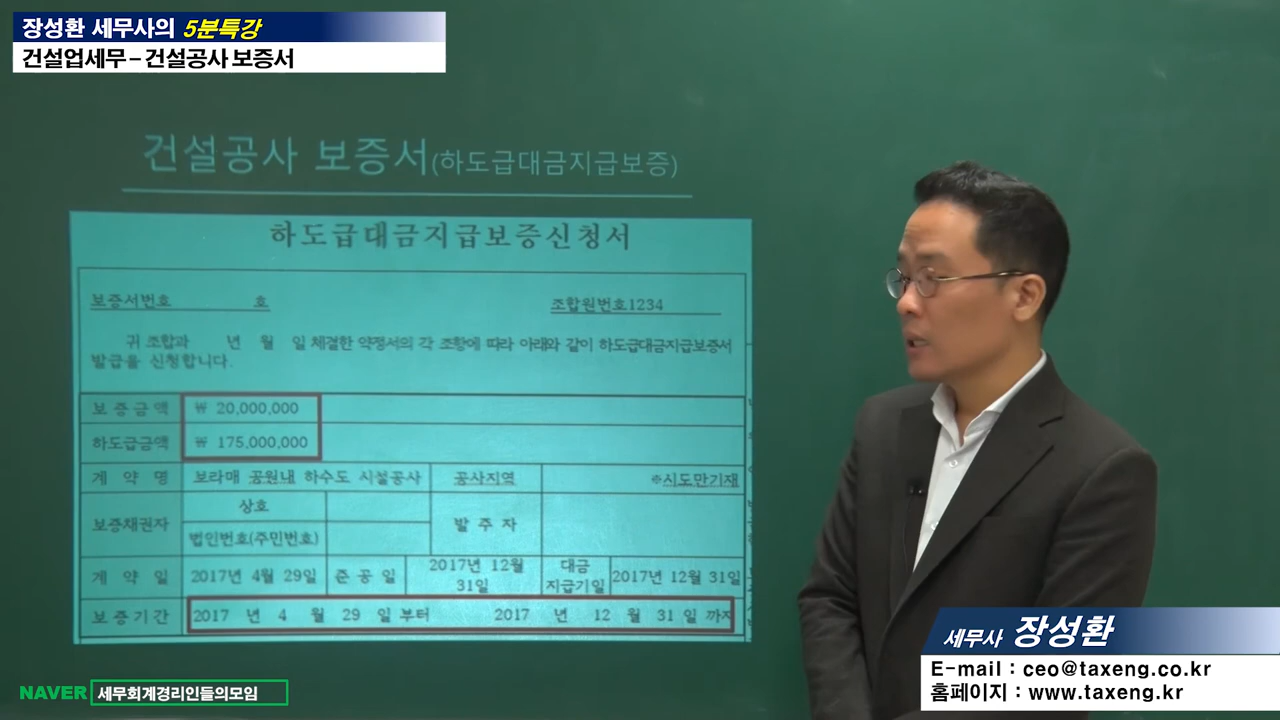 장성환 세무사의 5분특강
건설업세무 – 건설공사 보증서
건설공사 보증서(하도급대금지급보증)
하도급대금지급보증신청서
보증서번호 호 조합원번호1234
귀 조합과 년 월 일 체결한 약정서의 각 조항에 따라 아래와 같이 하도급대금지급보증서
발급을 신청합니다.
보 증 금 액 ₩ 20,000,000
하도급금액 ₩ 175,000,000
계 약 명 보라매 공원내 하수도 시설공사 공사지역 ※시도만기재
보증채권자 상호 발 주 자
법인번호(주민번호)
계 약 일 2017년 4월 29일 준 공 일 2017년 12월 31일 대금 지급기일 2017년 12월 31일
보 증 기 간 2017 년 4 월 29 일 부터 2017 년 12 월 31 일 까지
세무사 장성환
E-mail : ceo@taxeng.co.kr
홈페이지 : www.taxeng.kr
NAVER 세무회계경리인들의모임